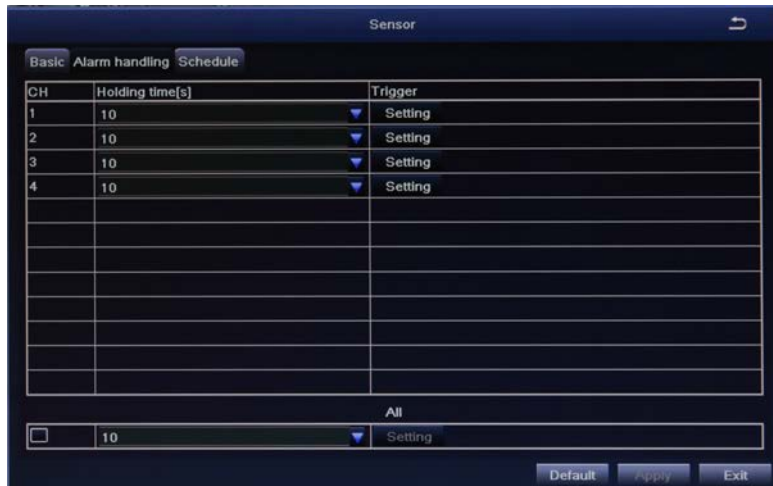 Sensor
Basic Alarm handling Schedule
CH Holding time[s] Trigger
1 10 Setting
2 10 Setting
3 10 Setting
4 10 Setting
All
10 Setting
Default Apply Exit